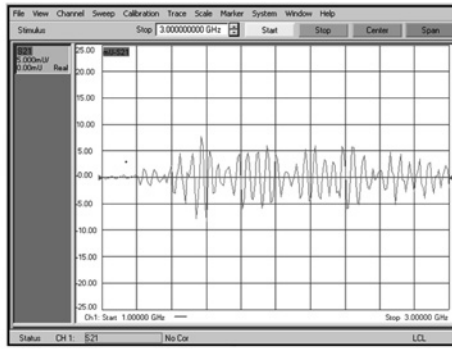 File View Channel Sweep Calibration Trace Scale Marker System Window Help
Stimulus Stop 3.000000000 GHz Start Stop Center Span
S21
5.000mU/
0.00mU Real
25.00
20.00
15.00
10.00
5.00
0.00
-5.00
-10.00
-15.00
-20.00
-25.00
Ch1: Start 1.00000 GHz
Stop 3.00000 GHz
Status CH 1: S21 No Cor LCL